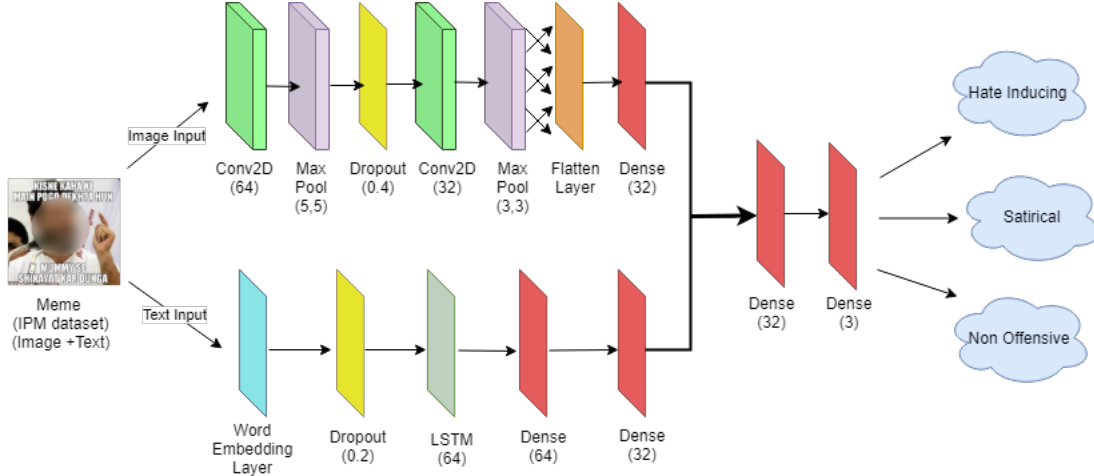 Image Input
Conv2D
(64)
Max
Pool
(5,5)
Dropout
(0.4)
Conv2D
(32)
Max
Pool
(3,3)
Flatten
Layer
Dense
(32)
KISKE KAHA KI
MAIN POGO DEKHTA HUN
MUMMY SE
SHIKAYAT KAR DUNGA
Meme
(IPM dataset)
(Image +Text)
Text Input
Word
Embedding
Layer
Dropout
(0.2)
LSTM
(64)
Dense
(64)
Dense
(32)
Dense
(32)
Dense
(3)
Hate Inducing
Satirical
Non Offensive